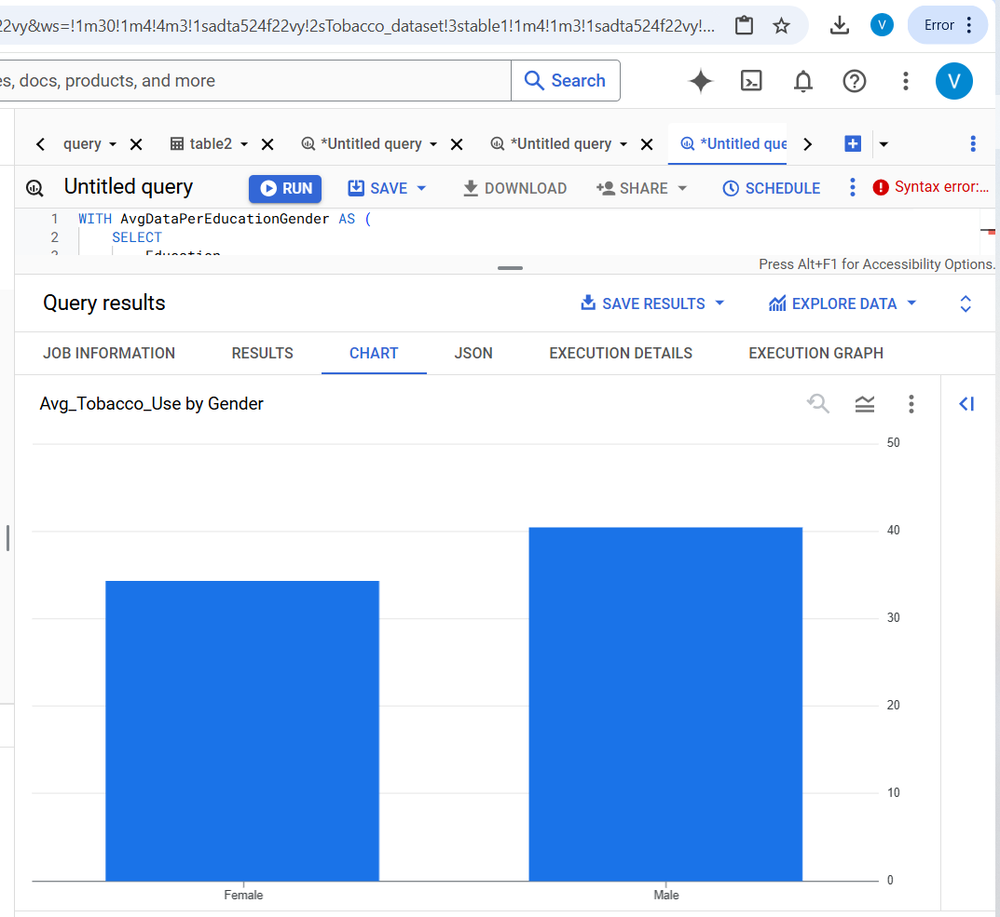 22vy&ws=!1m30!1m4!4m3!1sadta524f22vy!2sTobacco_dataset!3stable1!1m4!1m3!1sadta524f22vy!...
V
Error
es, docs, products, and more
Search
V
query
table2
*Untitled query
*Untitled query
*Untitled que
Untitled query
RUN
SAVE
DOWNLOAD
SHARE
SCHEDULE
Syntax error:...
1 WITH AvgDataPerEducationGender AS (
2 SELECT
3 Education
Press Alt+F1 for Accessibility Options.
Query results
SAVE RESULTS
EXPLORE DATA
JOB INFORMATION
RESULTS
CHART
JSON
EXECUTION DETAILS
EXECUTION GRAPH
Avg_Tobacco_Use by Gender
50
40
30
20
10
0
Female
Male